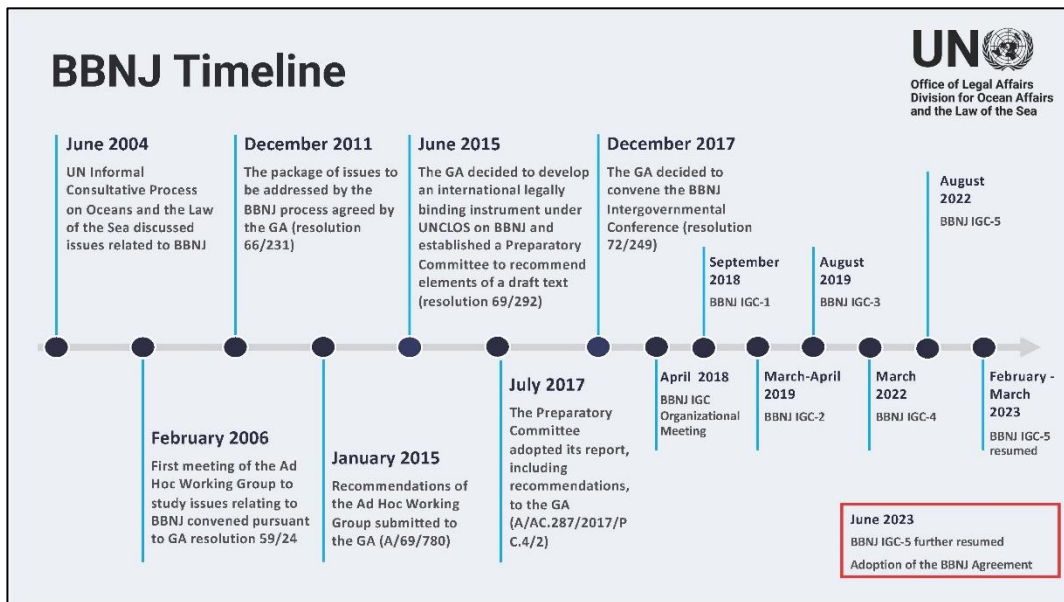 BBNJ Timeline
UN
Office of Legal Affairs
Division for Ocean Affairs
and the Law of the Sea
June 2004
UN Informal
Consultative Process
on Oceans and the Law
of the Sea discussed
issues related to BBNJ
December 2011
The package of issues to
be addressed by the
BBNJ process agreed by
the GA (resolution
66/231)
June 2015
The GA decided to develop
an international legally
binding instrument under
UNCLOS on BBNJ and
established a Preparatory
Committee to recommend
elements of a draft text
(resolution 69/292)
December 2017
The GA decided to
convene the BBNJ
Intergovernmental
Conference (resolution
72/249)
September
2018
BBNJ IGC-1
August
2019
BBNJ IGC-3
August
2022
BBNJ IGC-5
February 2006
First meeting of the Ad
Hoc Working Group to
study issues relating to
BBNJ convened pursuant
to GA resolution 59/24
January 2015
Recommendations of
the Ad Hoc Working
Group submitted to
the GA (A/69/780)
July 2017
The Preparatory
Committee
adopted its report,
including
recommendations,
to the GA
(A/AC.287/2017/P
C.4/2)
April 2018
BBNJ IGC
Organizational
Meeting
March-April
2019
BBNJ IGC-2
March
2022
BBNJ IGC-4
February -
March
2023
BBNJ IGC-5
resumed
June 2023
BBNJ IGC-5 further resumed
Adoption of the BBNJ Agreement